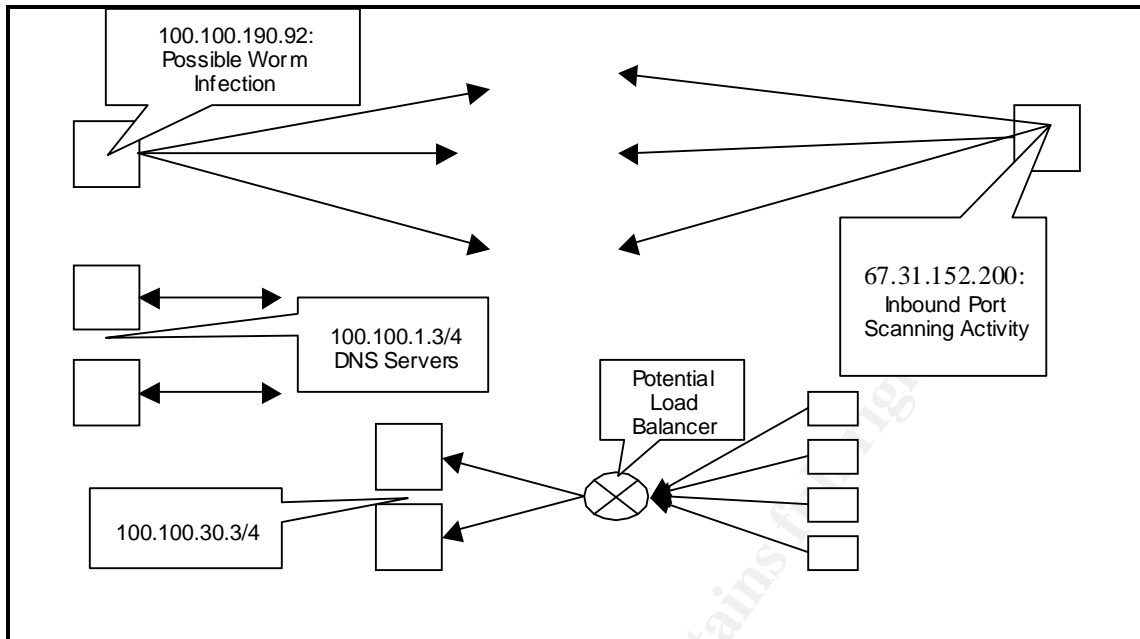 100.100.190.92:
Possible Worm
Infection
67.31.152.200:
Inbound Port
Scanning Activity
100.100.1.3/4
DNS Servers
Potential
Load
Balancer
100.100.30.3/4